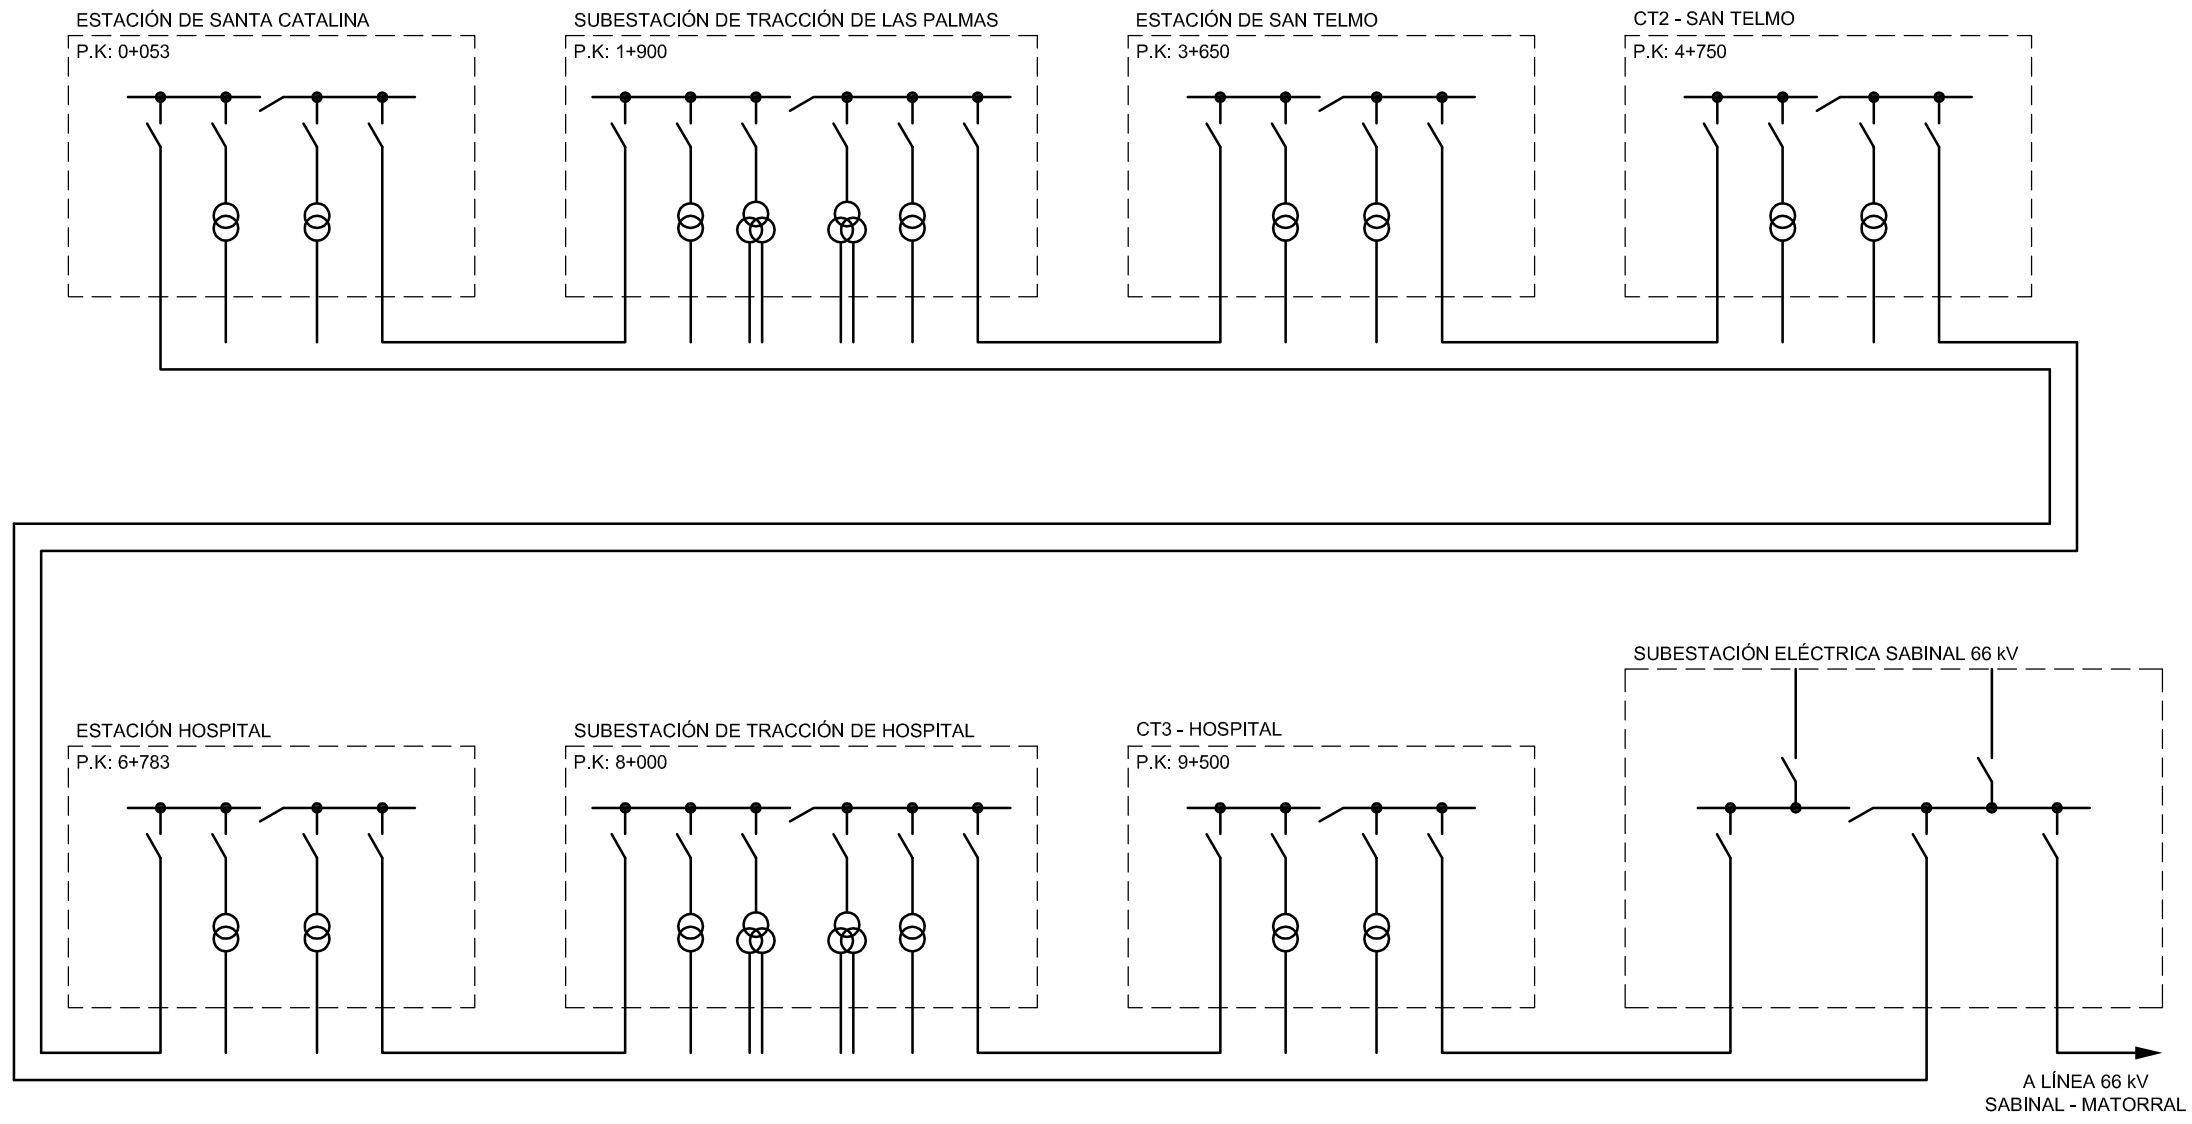 ESTACIÓN DE SANTA CATALINA
P.K: 0+053
SUBESTACIÓN DE TRACCIÓN DE LAS PALMAS
P.K: 1+900
ESTACIÓN DE SAN TELMO
P.K: 3+650
CT2 - SAN TELMO
P.K: 4+750
ESTACIÓN HOSPITAL
P.K: 6+783
SUBESTACIÓN DE TRACCIÓN DE HOSPITAL
P.K: 8+000
CT3 - HOSPITAL
P.K: 9+500
SUBESTACIÓN ELÉCTRICA SABINAL 66 kV
A LÍNEA 66 kV
SABINAL - MATORRAL